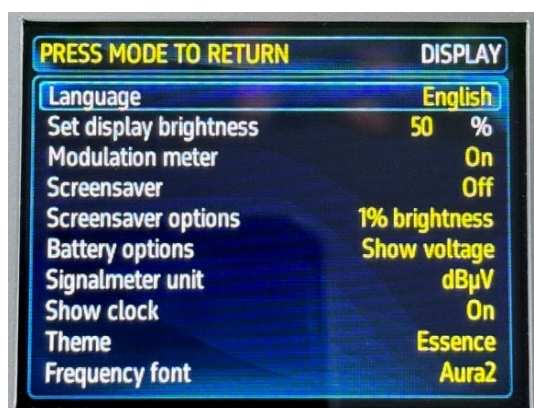 PRESS MODE TO RETURN DISPLAY
Language English
Set display brightness 50 %
Modulation meter On
Screensaver Off
Screensaver options 1% brightness
Battery options Show voltage
Signalmeter unit dBµV
Show clock On
Theme Essence
Frequency font Aura2